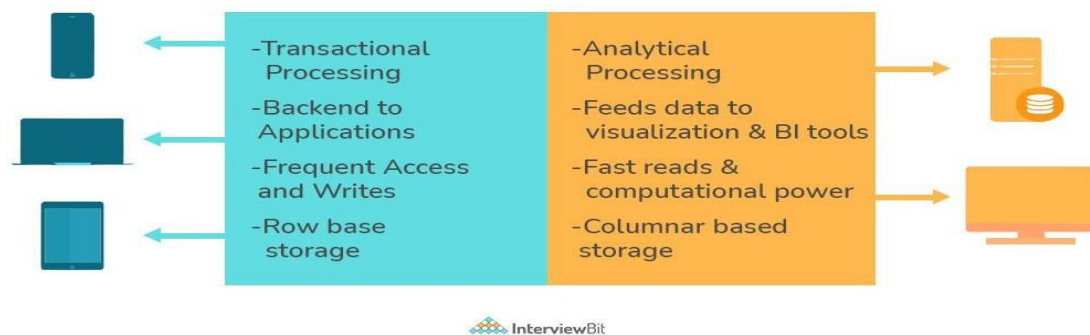 -Transactional
Processing
-Backend to
Applications
-Frequent Access
and Writes
-Row base
storage
-Analytical
Processing
-Feeds data to
visualization & BI tools
-Fast reads &
computational power
-Columnar based
storage
InterviewBit